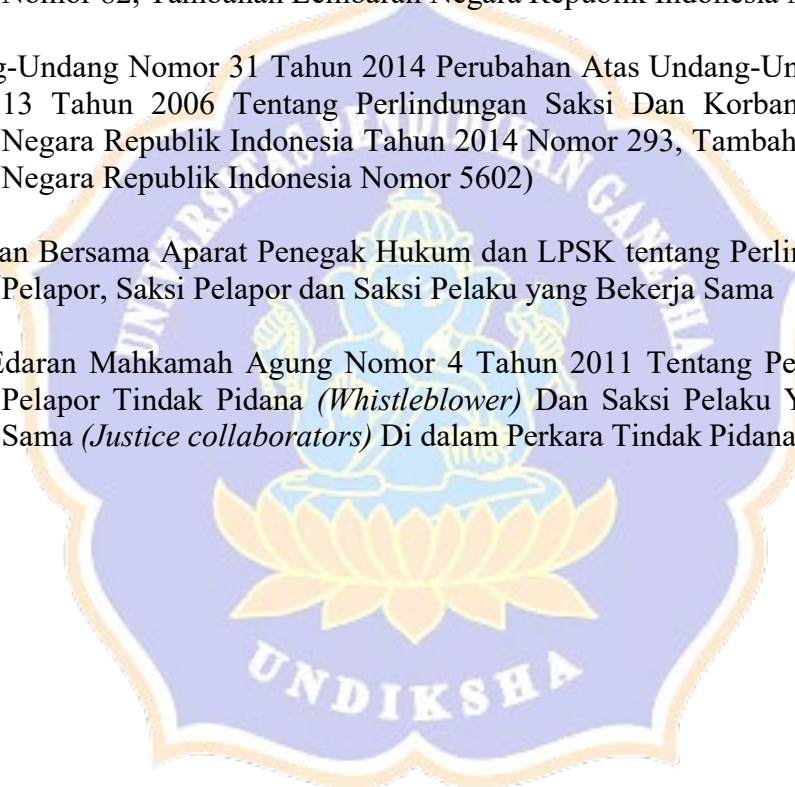 Negara Republik Indonesia
g-Undang Nomor 31 Tahun 2014 Perubahan Atas Undang-Un
13 Tahun 2006 Tentang Perlindungan Saksi Dan Korban
Negara Republik Indonesia Tahun 2014 Nomor 293, Tambah
Negara Republik Indonesia Nomor 5602)
an Bersama Aparat Penegak Hukum dan LPSK tentang Perlin
Pelapor, Saksi Pelapor dan Saksi Pelaku yang Bekerja Sama
Edaran Mahkamah Agung Nomor 4 Tahun 2011 Tentang Pe
Pelapor Tindak Pidana (Whistleblower) Dan Saksi Pelaku Y
Sama (Justice collaborators) Di dalam Perkara Tindak Pidana
UNIVERSITAS PENDIDIKAN GANESHA
UNDIKSHA